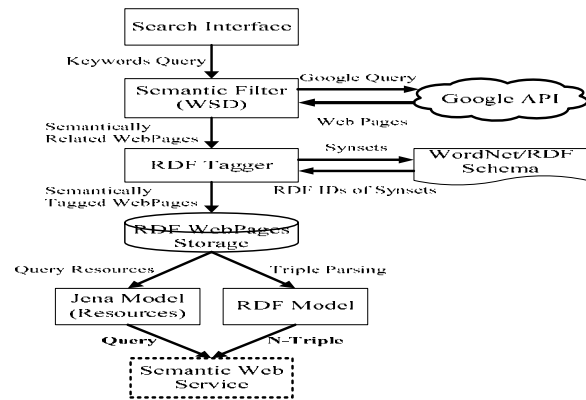 Search Interface
Keywords Query
Semantic Filter
(WSD)
Google Query
Google API
Web Pages
Semantically
Related WebPages
RDF Tagger
Synsets
WordNet/RDF
Schema
RDF IDs of Synsets
Semantically
Tagged WebPages
RDF WebPages
Storage
Query Resources
Triple Parsing
Jena Model
(Resources)
RDF Model
Query
N-Triple
Semantic Web
Service